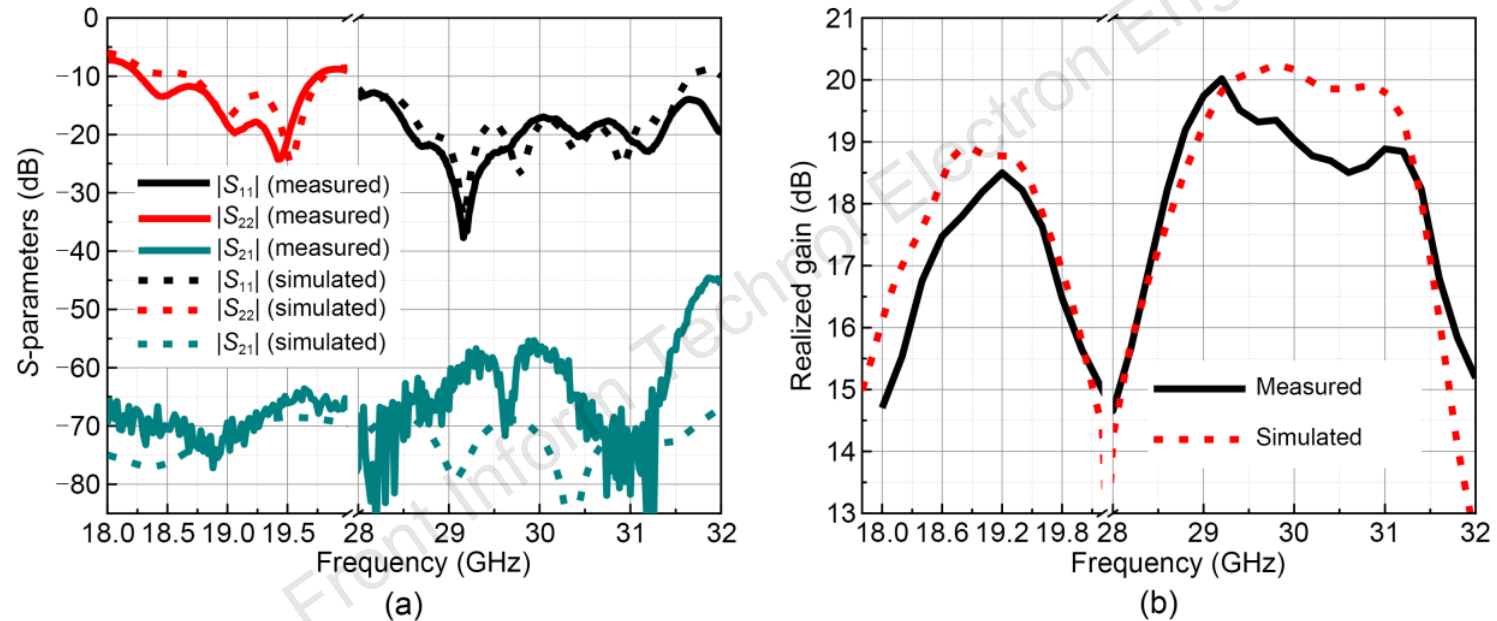 S-parameters (dB)
0
−10
−20
−30
−40
−50
−60
−70
−80
|S11| (measured)
|S22| (measured)
|S21| (measured)
|S11| (simulated)
|S22| (simulated)
|S21| (simulated)
18.0 18.5 19.0 19.5 28 29 30 31 32
Frequency (GHz)
(a)
Realized gain (dB)
21
20
19
18
17
16
15
14
13
Measured
Simulated
18.0 18.6 19.2 19.8 28 29 30 31 32
Frequency (GHz)
(b)
Front Inform Technol Electron Eng